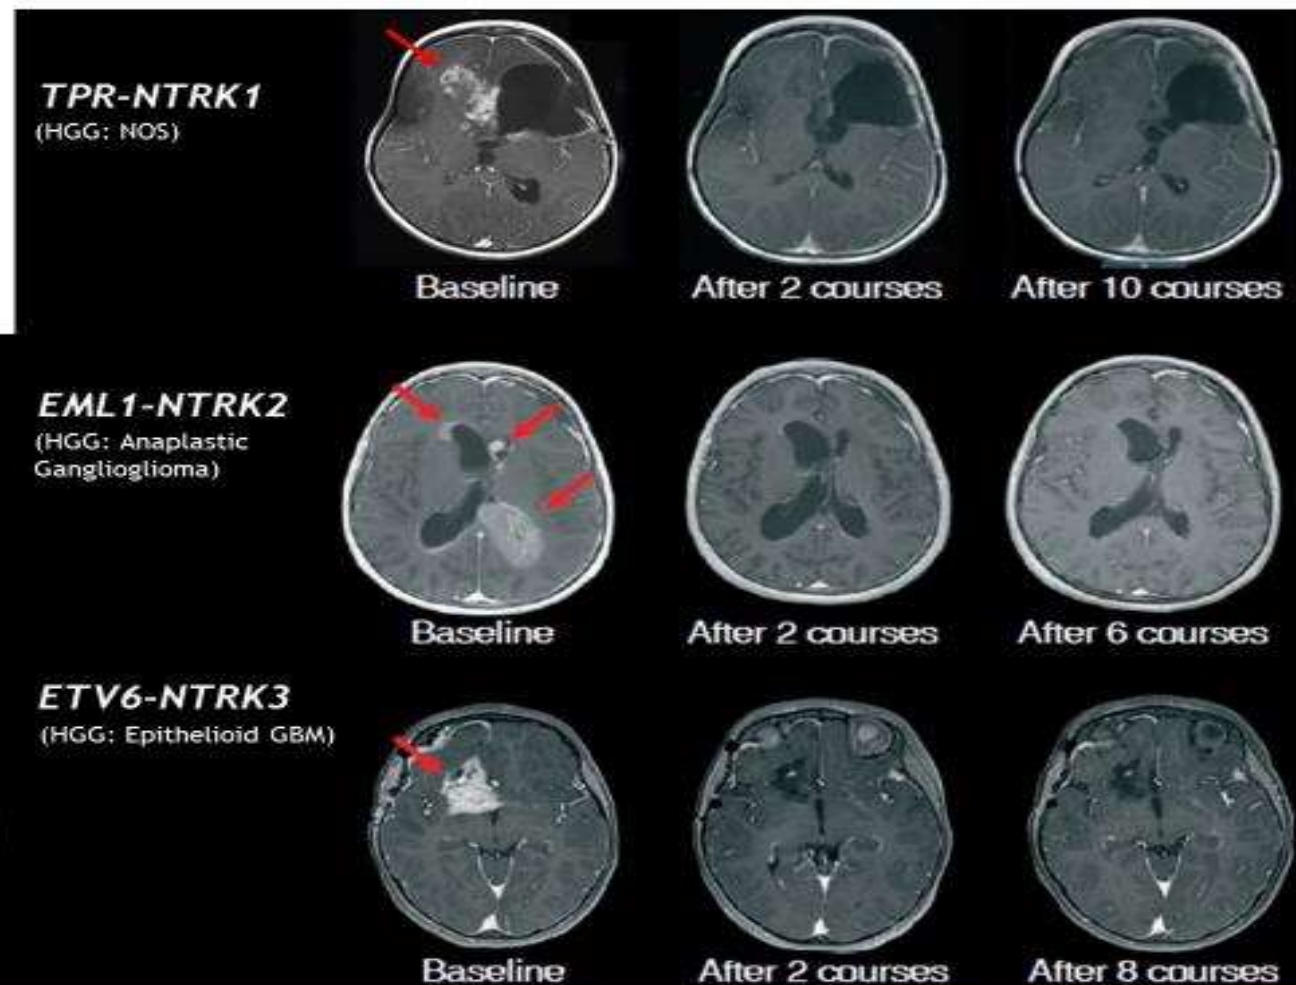 TPR-NTRK1
(HGG: NOS)
Baseline
After 2 courses
After 10 courses
EML1-NTRK2
(HGG: Anaplastic
Ganglioglioma)
Baseline
After 2 courses
After 6 courses
ETV6-NTRK3
(HGG: Epithelioid GBM)
Baseline
After 2 courses
After 8 courses